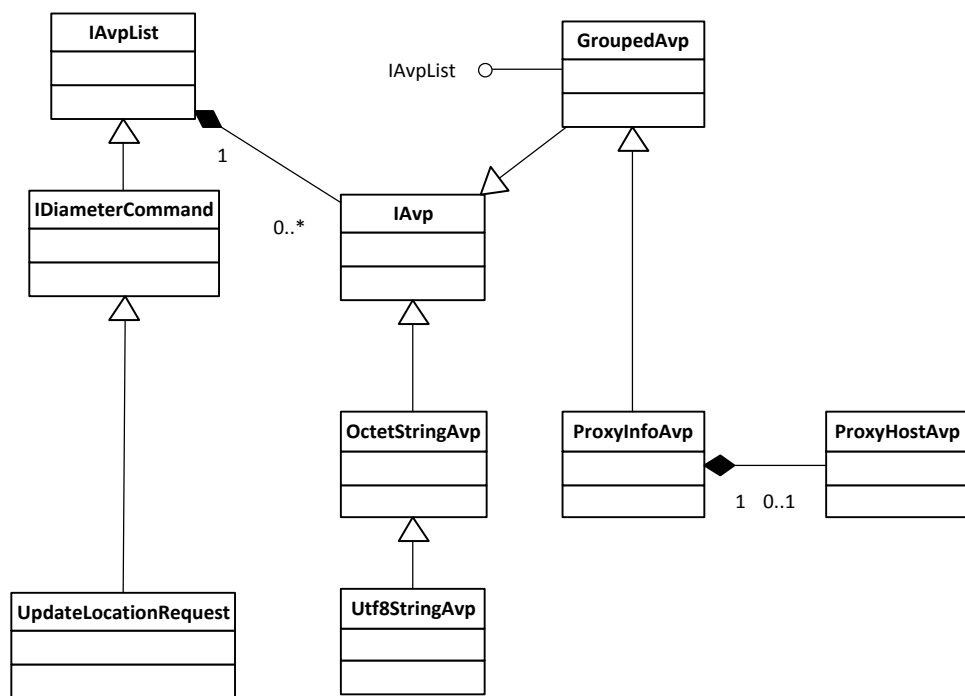 IAvpList
GroupedAvp
IAvpList
1
IDiameterCommand
IAvp
0..*
OctetStringAvp
ProxyInfoAvp
ProxyHostAvp
1 0..1
UpdateLocationRequest
Utf8StringAvp